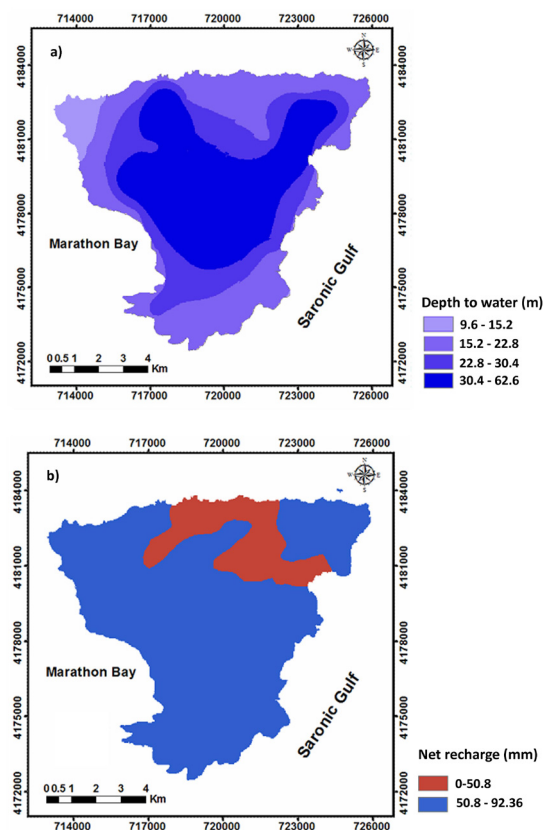 714000 717000 720000 723000 726000
a)
N
W E
S
4184000 4184000
4181000 4181000
4178000 4178000
Marathon Bay
Saronic Gulf
4175000 4175000
Depth to water (m)
9.6 - 15.2
15.2 - 22.8
22.8 - 30.4
30.4 - 62.6
0 0.5 1 2 3 4
Km
4172000 4172000
714000 717000 720000 723000 726000
714000 717000 720000 723000 726000
b)
N
W E
S
4184000 4184000
4181000 4181000
4178000 4178000
Marathon Bay
Saronic Gulf
4175000 4175000
Net recharge (mm)
0-50.8
50.8 - 92.36
0 0.5 1 2 3 4
Km
4172000 4172000
714000 717000 720000 723000 726000